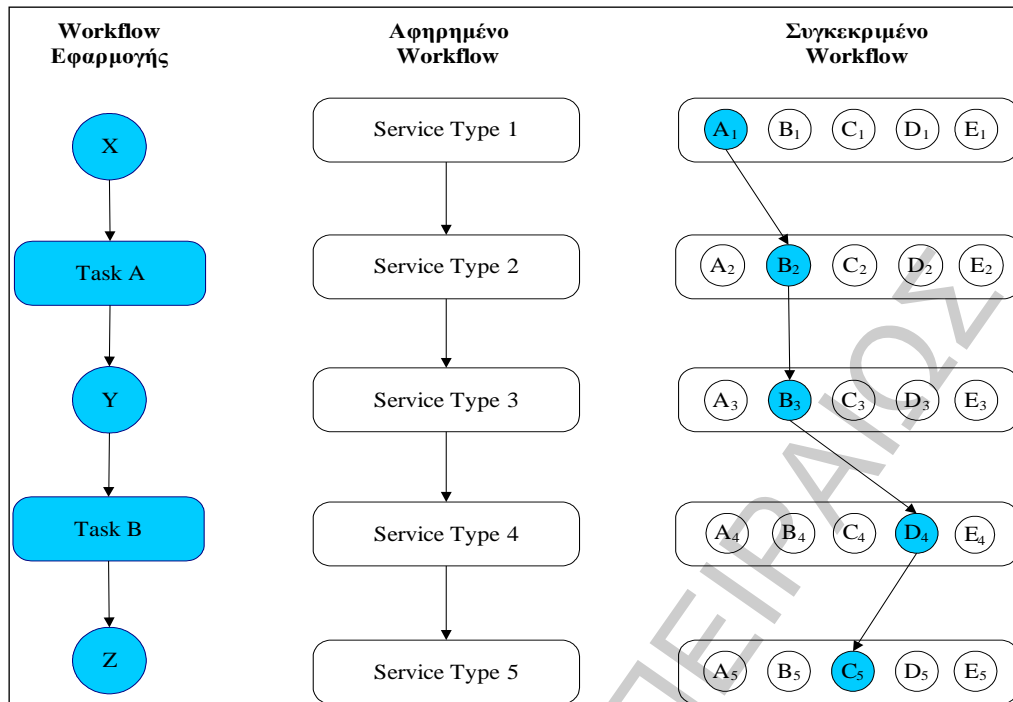 Workflow
Εφαρμογής
Αφηρημένο
Workflow
Συγκεκριμένο
Workflow
X
Service Type 1
A1 B1 C1 D1 E1
Task A
Service Type 2
A2 B2 C2 D2 E2
Y
Service Type 3
A3 B3 C3 D3 E3
Task B
Service Type 4
A4 B4 C4 D4 E4
Z
Service Type 5
A5 B5 C5 D5 E5
ΠΕΙΡΑΙΩΣ